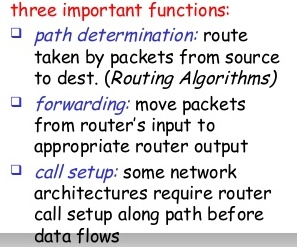 three important functions:
❑ path determination: route
taken by packets from source
to dest. (Routing Algorithms)
❑ forwarding: move packets
from router's input to
appropriate router output
❑ call setup: some network
architectures require router
call setup along path before
data flows